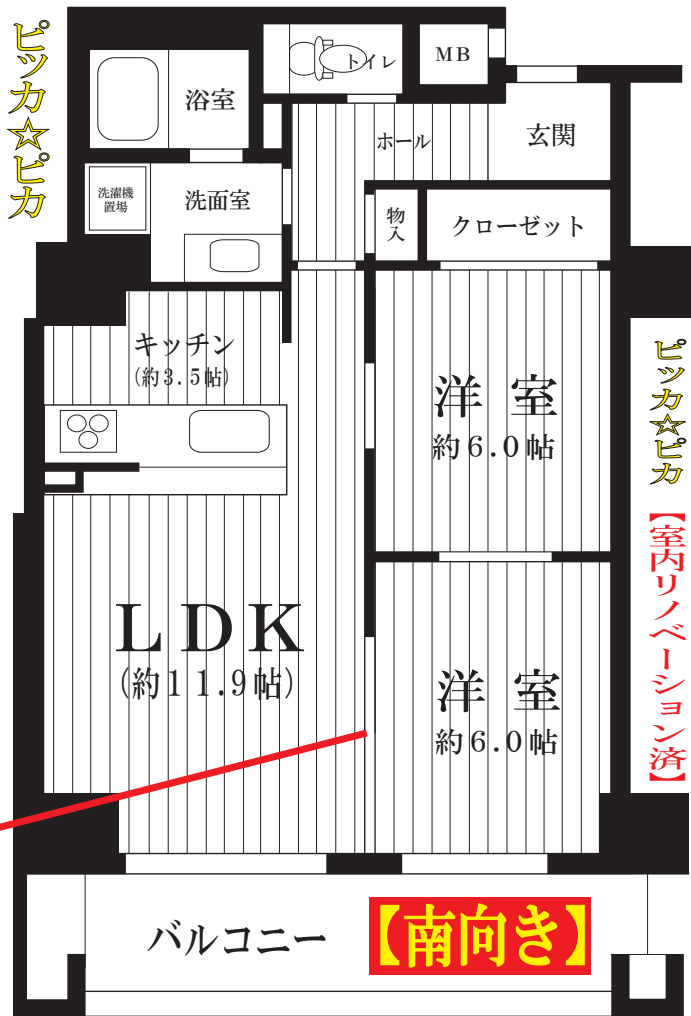 ピッカ☆ピカ
トイレ
MB
浴室
ホール
玄関
洗濯機
置場
洗面室
物入
クローゼット
キッチン
(約3.5帖)
洋室
約6.0帖
ピッカ☆ピカ
【室内リノベーション済】
LDK
(約11.9帖)
洋室
約6.0帖
バルコニー
【南向き】